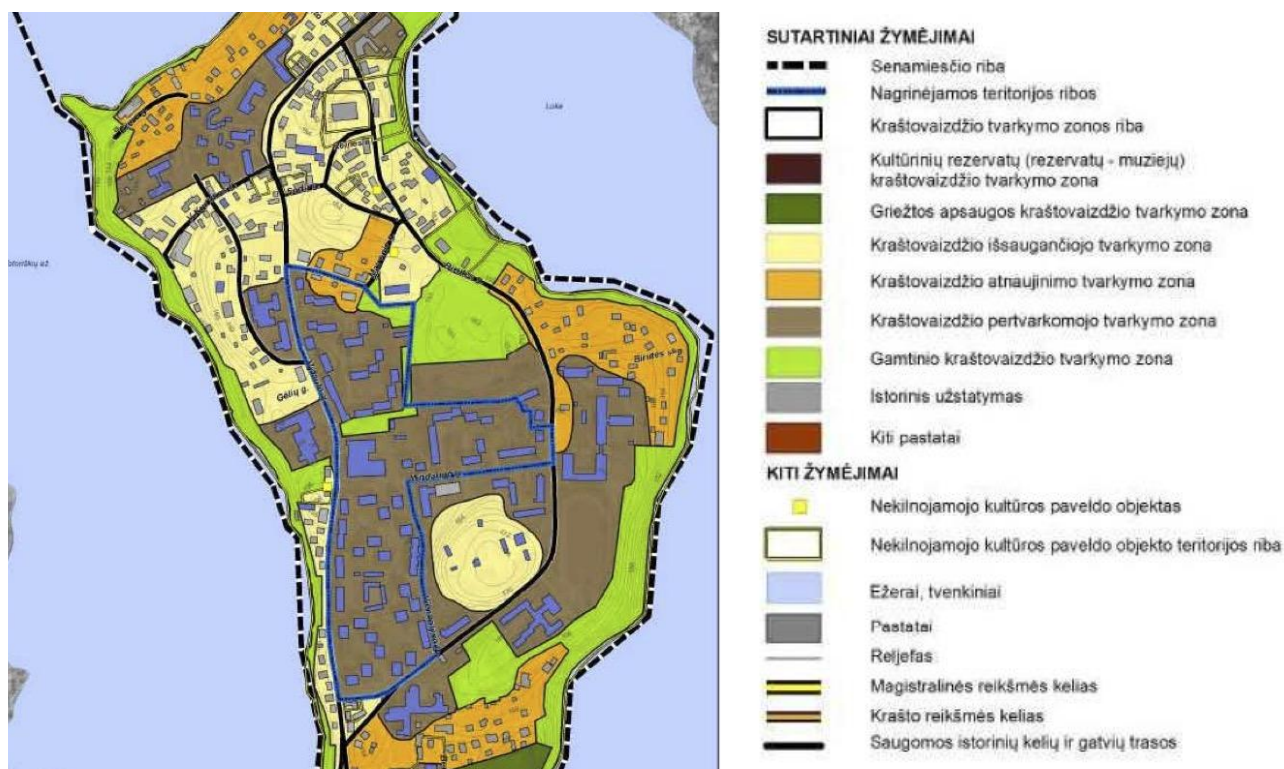 Luka
Gėlių g.
Birutės
SUTARTINIAI ŽYMĖJIMAI
Senamiesčio riba
Nagrinėjamos teritorijos ribos
Kraštovaizdžio tvarkymo zonos riba
Kultūrinių rezervatų (rezervatų - muziejų)
kraštovaizdžio tvarkymo zona
Griežtos apsaugos kraštovaizdžio tvarkymo zona
Kraštovaizdžio išsaugančiojo tvarkymo zona
Kraštovaizdžio atnaujinimo tvarkymo zona
Kraštovaizdžio pertvarkomojo tvarkymo zona
Gamtinio kraštovaizdžio tvarkymo zona
Istorinis užstatymas
Kiti pastatai
KITI ŽYMĖJIMAI
Nekilnojamojo kultūros paveldo objektas
Nekilnojamojo kultūros paveldo objekto teritorijos riba
Ežerai, tvenkiniai
Pastatai
Reljefas
Magistralinės reikšmės kelias
Krašto reikšmės kelias
Saugomos istorinių kelių ir gatvių trasos